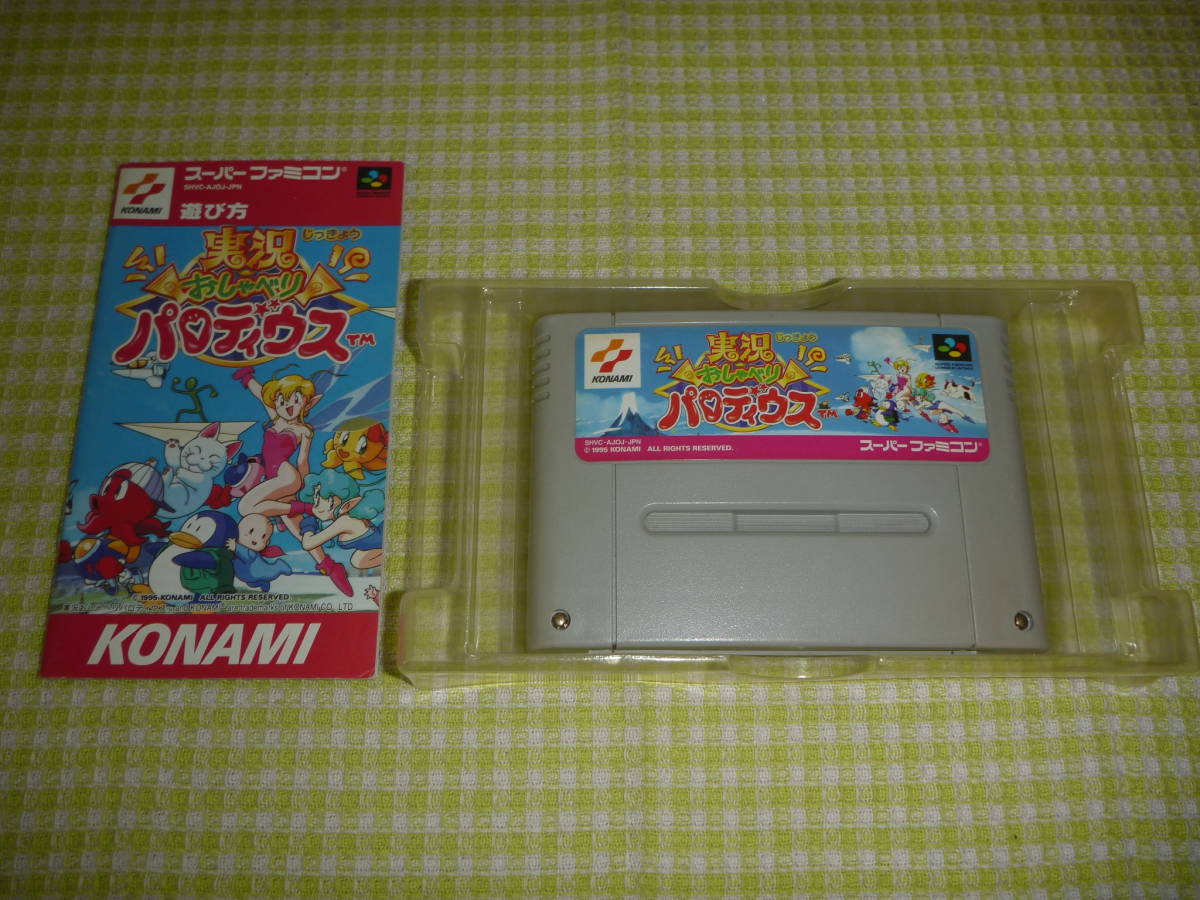 KONAMI
スーパーファミコン®
SHVC-AJOJ-JPN
遊び方
実況
じっきょう
おしゃべり
パロディウス™
© 1995 KONAMI ALL RIGHTS RESERVED.
KONAMI
KONAMI
実況
じっきょう
おしゃべり
パロディウス™
SHVC-AJOJ-JPN
© 1995 KONAMI ALL RIGHTS RESERVED.
スーパーファミコン®